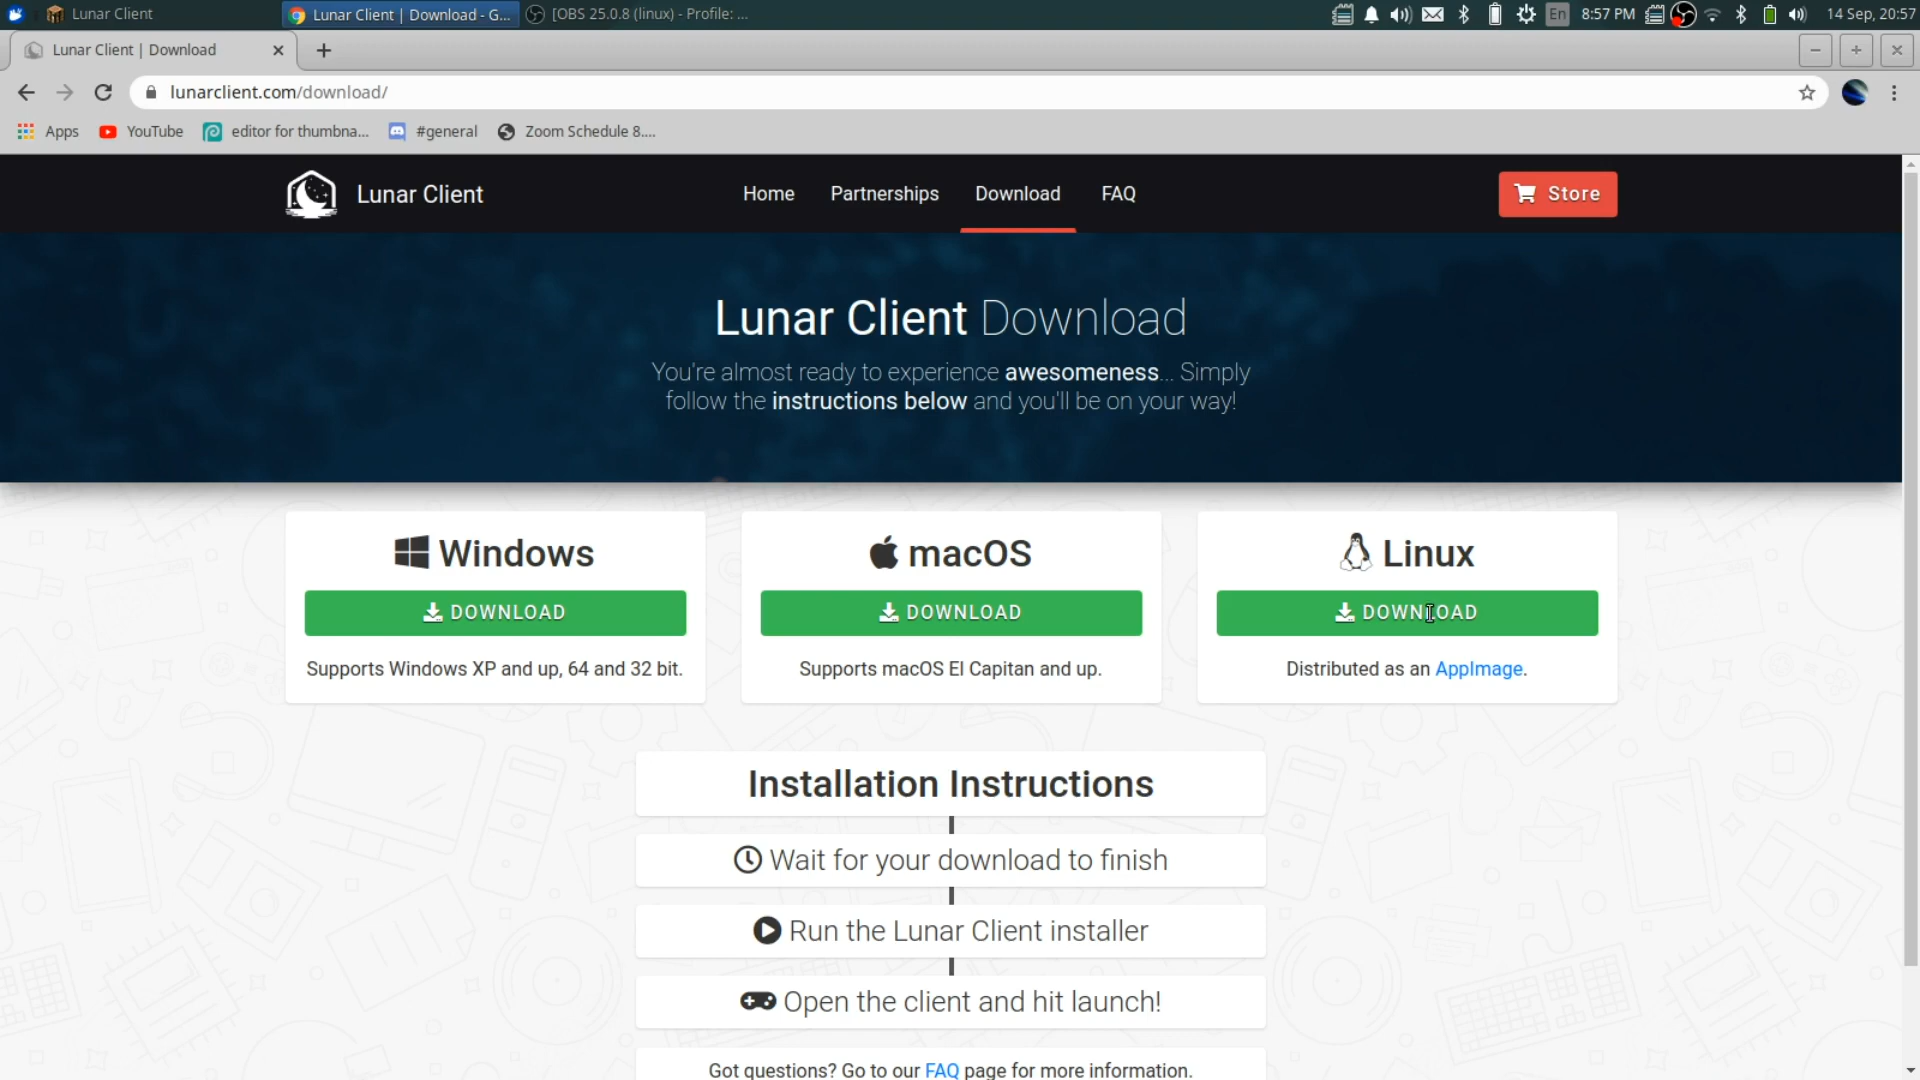 Lunar Client
Lunar Client | Download - G...
[OBS 25.0.8 (linux) - Profile: ...
En
8:57 PM
14 Sep, 20:57
Lunar Client | Download
lunarclient.com/download/
Apps
YouTube
editor for thumbna...
#general
Zoom Schedule 8....
Lunar Client
Home
Partnerships
Download
FAQ
Store
Lunar Client Download
You're almost ready to experience awesomeness... Simply
follow the instructions below and you'll be on your way!
Windows
DOWNLOAD
Supports Windows XP and up, 64 and 32 bit.
macOS
DOWNLOAD
Supports macOS El Capitan and up.
Linux
DOWNLOAD
Distributed as an AppImage.
Installation Instructions
Wait for your download to finish
Run the Lunar Client installer
Open the client and hit launch!
Got questions? Go to our FAQ page for more information.